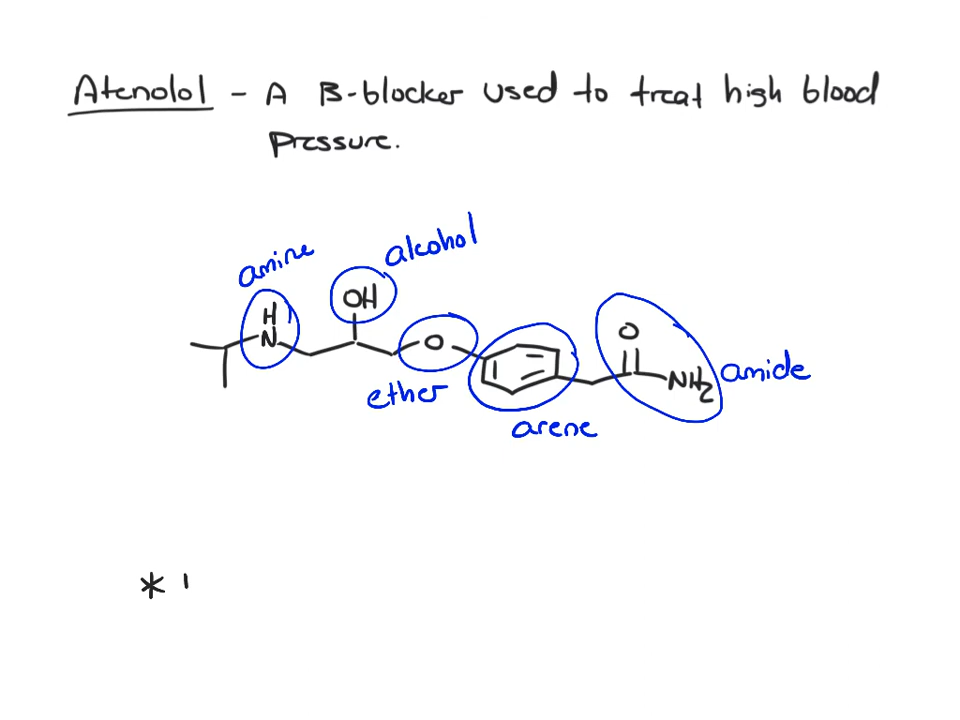 Atenolol - A B-blocker used to treat high blood
Pressure.
amine
alcohol
H
N
OH
O
ether
arene
O
NH2
amide
*